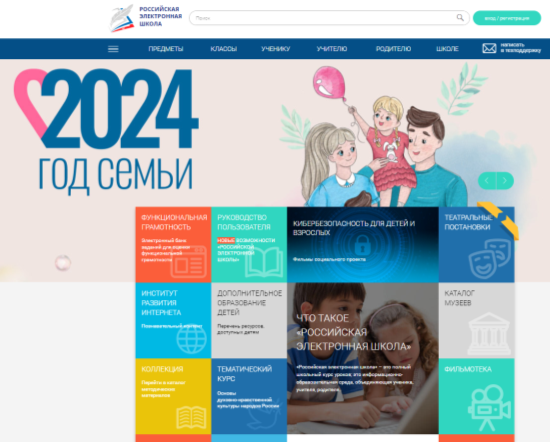 РОССИЙСКАЯ
ЭЛЕКТРОННАЯ
ШКОЛА
Поиск
вход / регистрация
ПРЕДМЕТЫ
КЛАССЫ
УЧЕНИКУ
УЧИТЕЛЮ
РОДИТЕЛЮ
ШКОЛЕ
написать
в техподдержку
2024
ГОД СЕМЬИ
ФУНКЦИОНАЛЬНАЯ
ГРАМОТНОСТЬ
Электронный банк
заданий для оценки
функциональной
грамотности
РУКОВОДСТВО
ПОЛЬЗОВАТЕЛЯ
НОВЫЕ ВОЗМОЖНОСТИ
«РОССИЙСКОЙ
ЭЛЕКТРОННОЙ
ШКОЛЫ»
КИБЕРБЕЗОПАСНОСТЬ ДЛЯ ДЕТЕЙ И
ВЗРОСЛЫХ
Фильмы социального проекта
ТЕАТРАЛЬНЫЕ
ПОСТАНОВКИ
ИНСТИТУТ
РАЗВИТИЯ
ИНТЕРНЕТА
Познавательный контент
ДОПОЛНИТЕЛЬНОЕ
ОБРАЗОВАНИЕ
ДЕТЕЙ
Перечень ресурсов,
доступных детям
ЧТО ТАКОЕ
«РОССИЙСКАЯ
ЭЛЕКТРОННАЯ ШКОЛА»
«Российская электронная школа» – это полный
школьный курс уроков; это информационно-
образовательная среда, объединяющая ученика,
учителя, родителя.
КАТАЛОГ
МУЗЕЕВ
КОЛЛЕКЦИЯ
Перейти в каталог
методических
материалов
ТЕМАТИЧЕСКИЙ
КУРС
Основы
духовно-нравственной
культуры народов России
ФИЛЬМОТЕКА